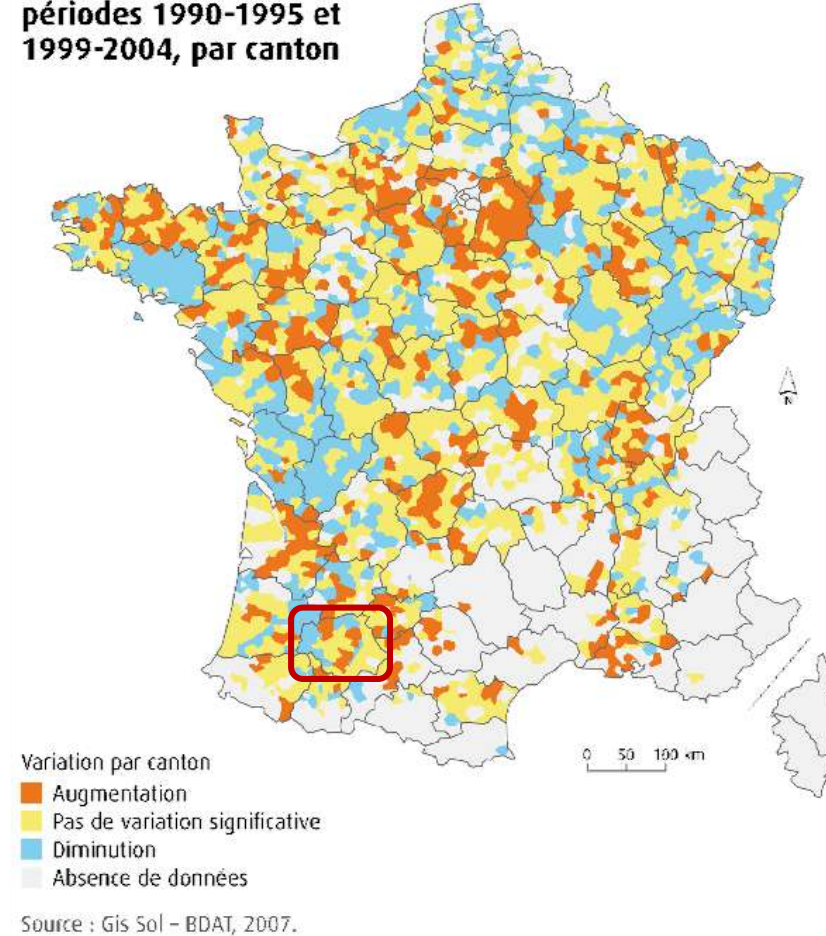 périodes 1990-1995 et
1999-2004, par canton
N
0 50 100 km
Variation par canton
Augmentation
Pas de variation significative
Diminution
Absence de données
Source : Gis Sol – BDAT, 2007.